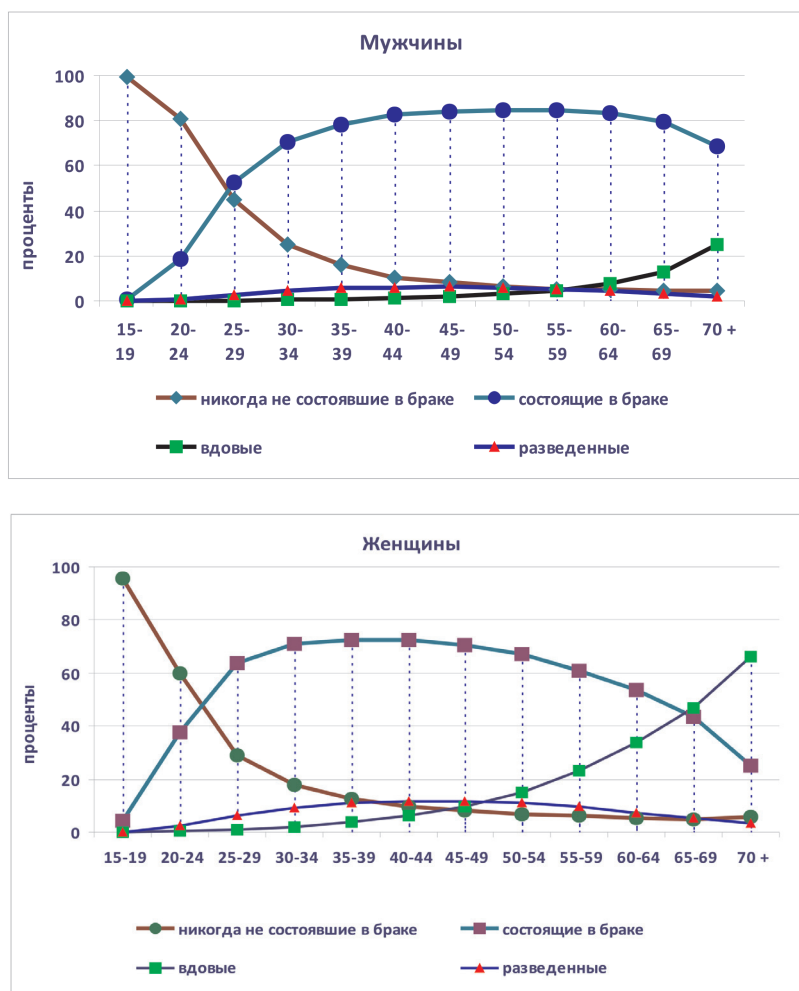 Мужчины
проценты
100
80
60
40
20
0
15-
19
20-
24
25-
29
30-
34
35-
39
40-
44
45-
49
50-
54
55-
59
60-
64
65-
69
70 +
никогда не состоявшие в браке
состоящие в браке
вдовые
разведенные
Женщины
проценты
100
80
60
40
20
0
15-19 20-24 25-29 30-34 35-39 40-44 45-49 50-54 55-59 60-64 65-69 70 +
никогда не состоявшие в браке
состоящие в браке
вдовые
разведенные